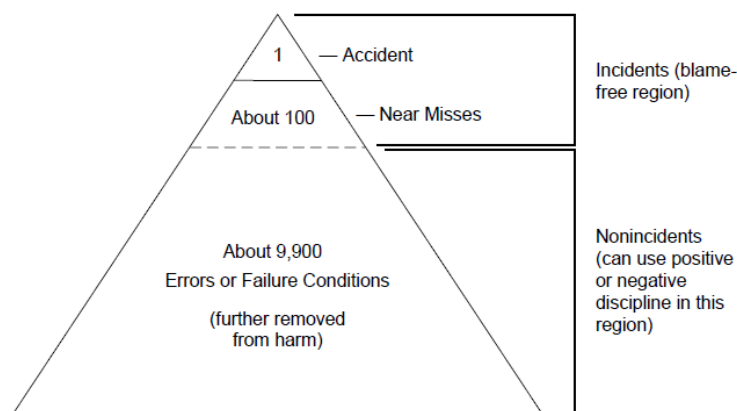 1
— Accident
About 100
— Near Misses
Incidents (blame-
free region)
About 9,900
Errors or Failure Conditions
(further removed
from harm)
Nonincidents
(can use positive
or negative
discipline in this
region)